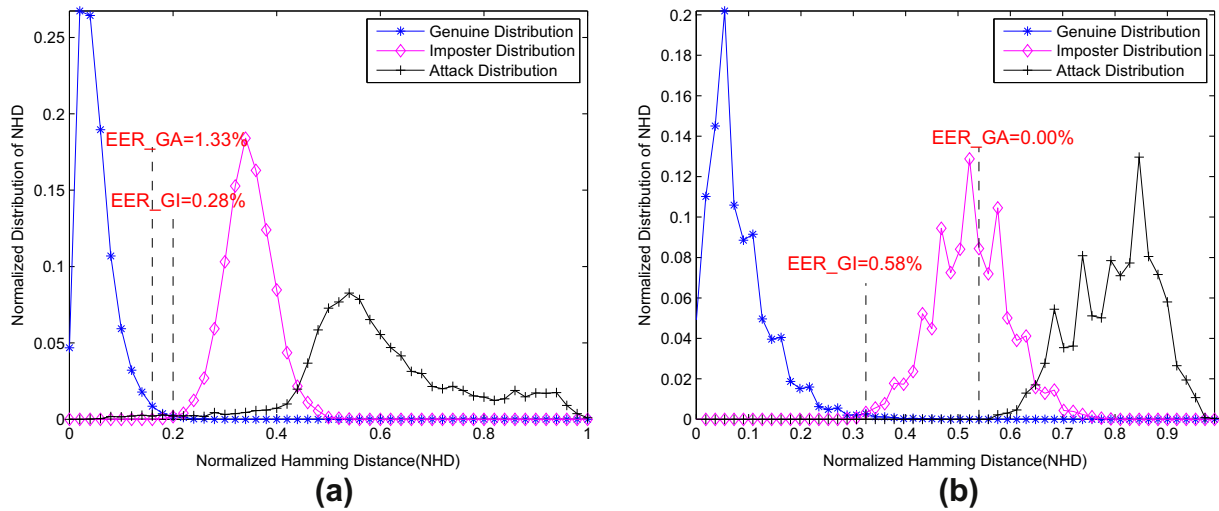 0.25
0.2
0.15
0.1
0.05
0
0 0.2 0.4 0.6 0.8 1
Normalized Distribution of NHD
Normalized Hamming Distance(NHD)
Genuine Distribution
Imposter Distribution
Attack Distribution
EER_GA=1.33%
EER_GI=0.28%
(a)
0.2
0.18
0.16
0.14
0.12
0.1
0.08
0.06
0.04
0.02
0
0 0.1 0.2 0.3 0.4 0.5 0.6 0.7 0.8 0.9
Normalized Distribution of NHD
Normalized Hamming Distance(NHD)
Genuine Distribution
Imposter Distribution
Attack Distribution
EER_GA=0.00%
EER_GI=0.58%
(b)